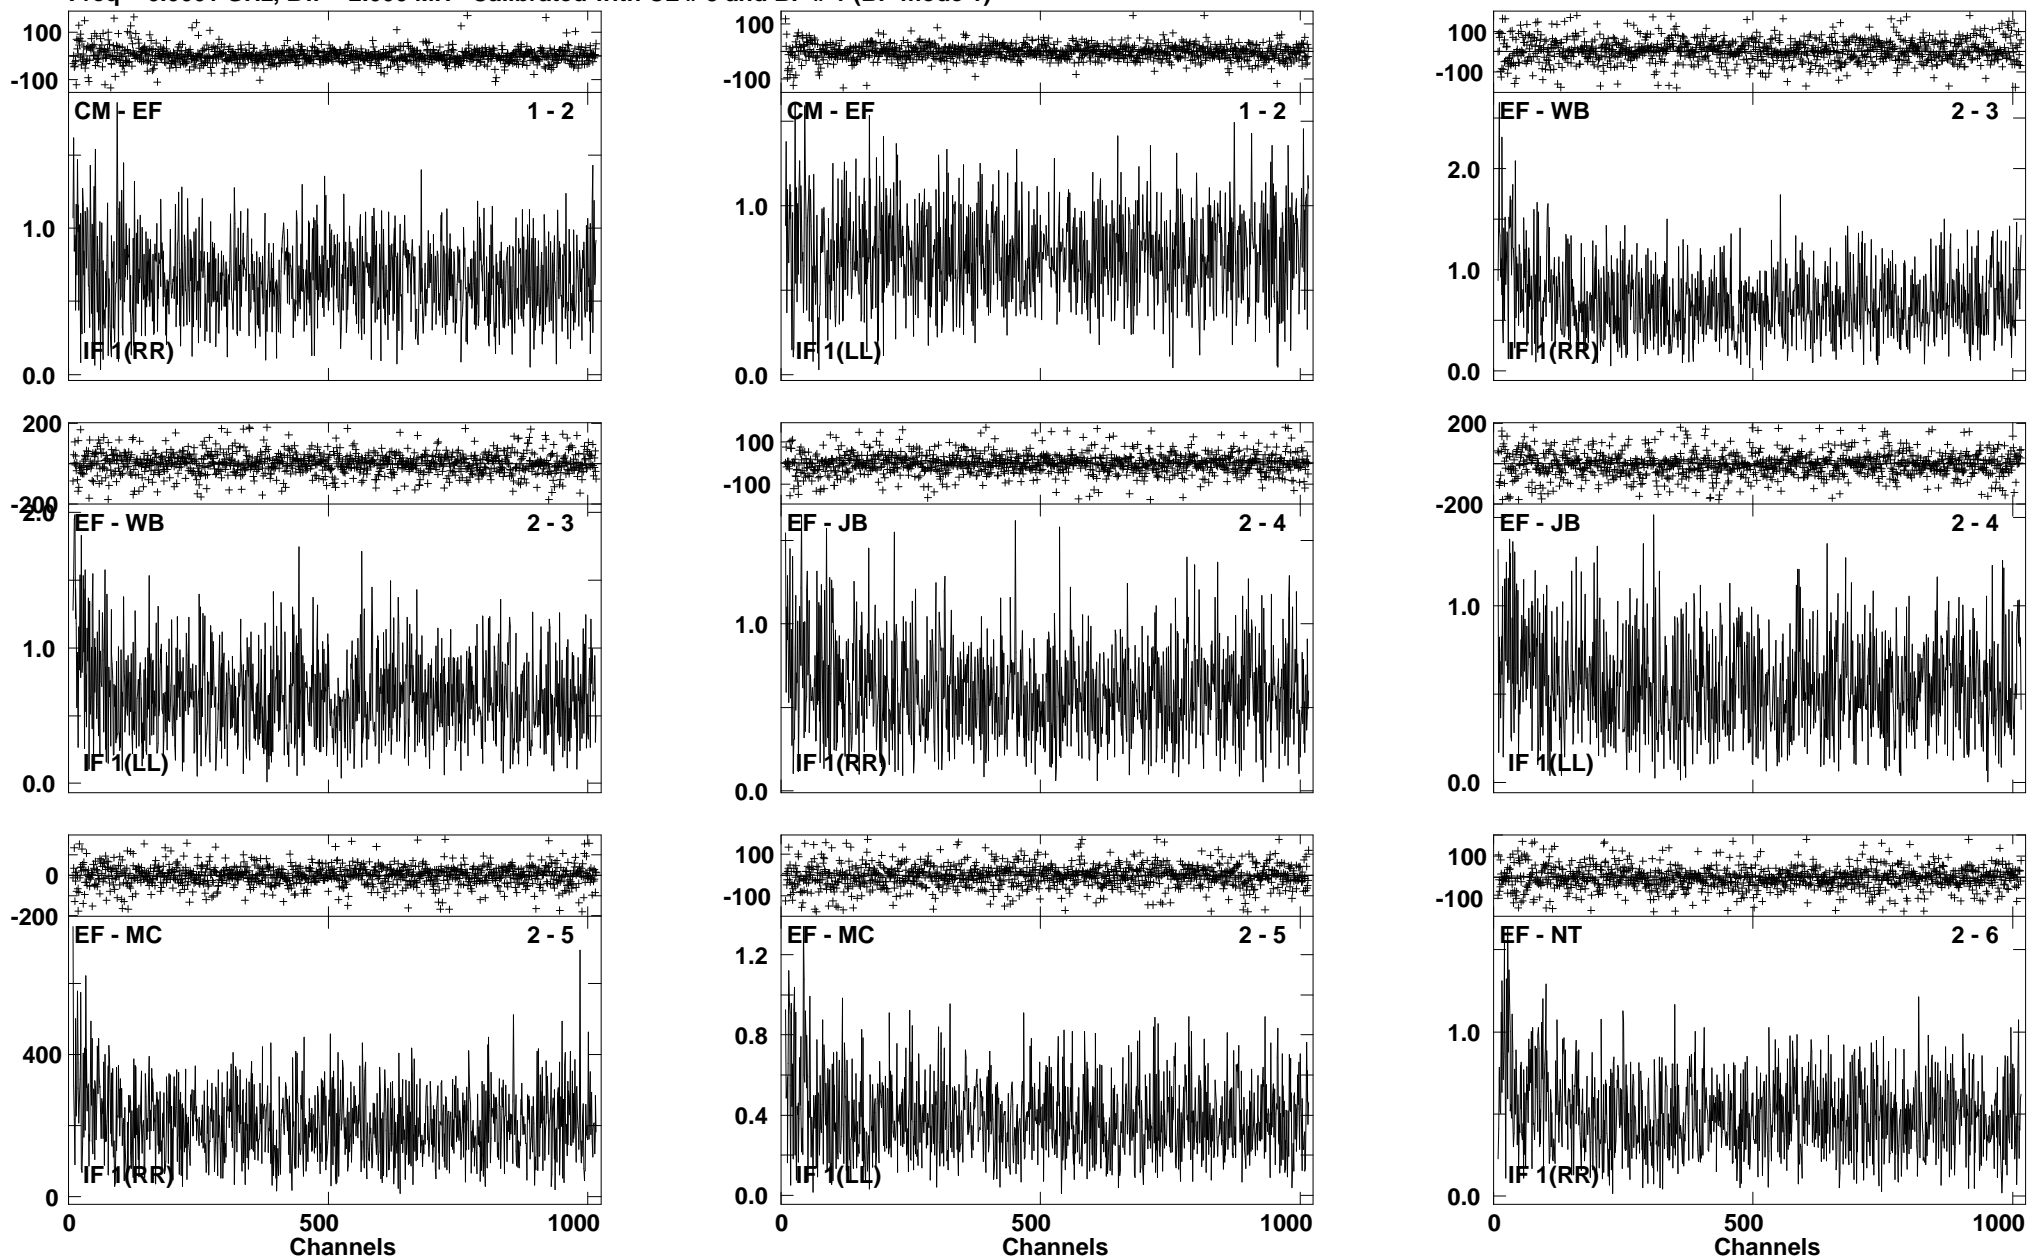 100
-100
CM - EF 1 - 2
1.0
IF 1(RR)
0.0
100
-100
CM - EF 1 - 2
1.0
IF 1(LL)
0.0
100
-100
EF - WB 2 - 3
2.0
1.0
IF 1(RR)
0.0
200
-200
2.0
EF - WB 2 - 3
1.0
IF 1(LL)
0.0
100
-100
EF - JB 2 - 4
1.0
IF 1(RR)
0.0
200
-200
EF - JB 2 - 4
1.0
IF 1(LL)
0.0
0
-200
EF - MC 2 - 5
400
IF 1(RR)
0
0 500 1000
Channels
100
-100
EF - MC 2 - 5
1.2
0.8
0.4
IF 1(LL)
0.0
0 500 1000
Channels
100
-100
EF - NT 2 - 6
1.0
IF 1(RR)
0.0
0 500 1000
Channels